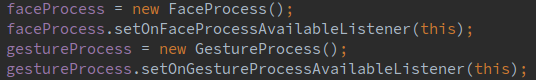 faceProcess = new FaceProcess();
faceProcess.setOnFaceProcessAvailableListener(this);
gestureProcess = new GestureProcess();
gestureProcess.setOnGestureProcessAvailableListener(this);